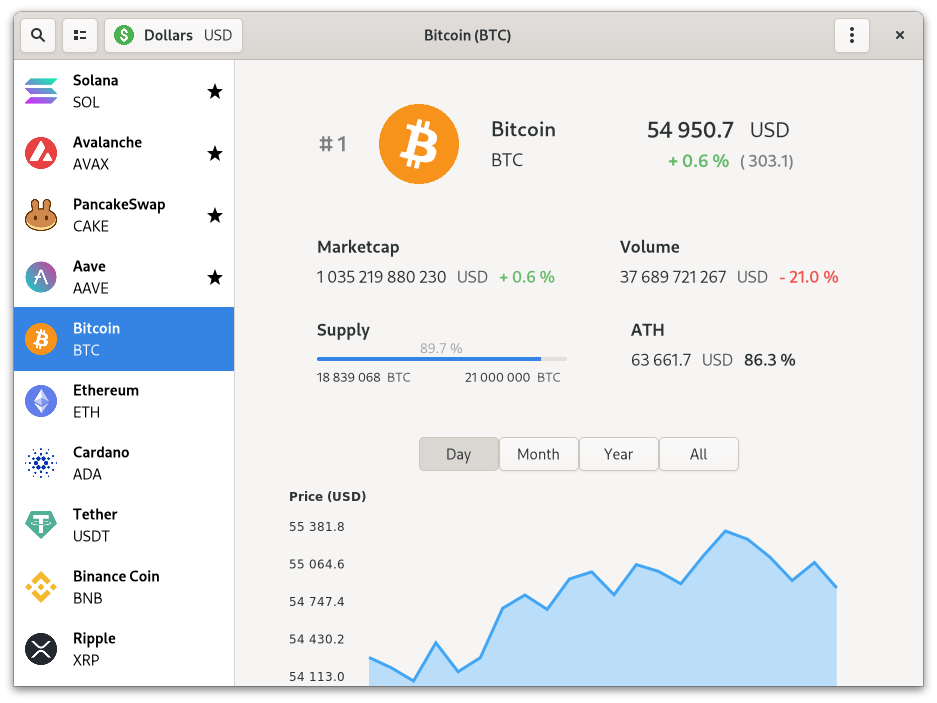 Dollars USD
Bitcoin (BTC)
Solana
SOL
Avalanche
AVAX
PancakeSwap
CAKE
Aave
AAVE
Bitcoin
BTC
Ethereum
ETH
Cardano
ADA
Tether
USDT
Binance Coin
BNB
Ripple
XRP
#1
Bitcoin
BTC
54 950.7 USD
+ 0.6 % ( 303.1)
Marketcap
1 035 219 880 230 USD + 0.6 %
Volume
37 689 721 267 USD - 21.0 %
Supply
89.7 %
18 839 068 BTC 21 000 000 BTC
ATH
63 661.7 USD 86.3 %
Day Month Year All
Price (USD)
55 381.8
55 064.6
54 747.4
54 430.2
54 113.0